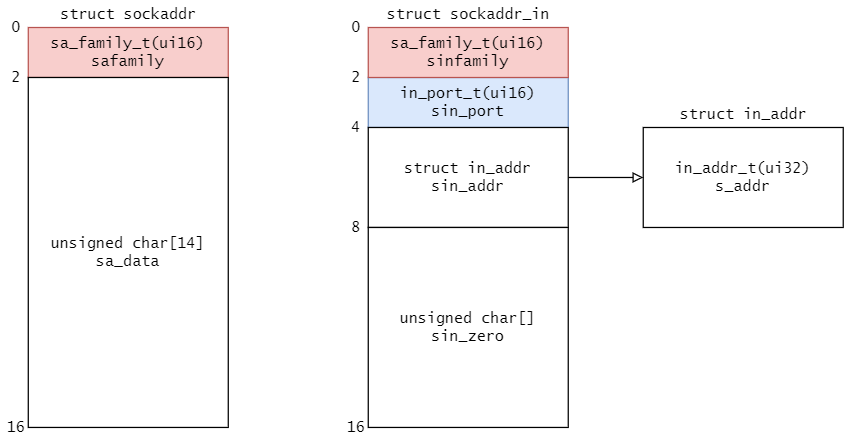 struct sockaddr
0
sa_family_t(ui16)
safamily
2
unsigned char[14]
sa_data
16
struct sockaddr_in
0
sa_family_t(ui16)
sinfamily
2
in_port_t(ui16)
sin_port
4
struct in_addr
sin_addr
8
unsigned char[]
sin_zero
16
struct in_addr
in_addr_t(ui32)
s_addr